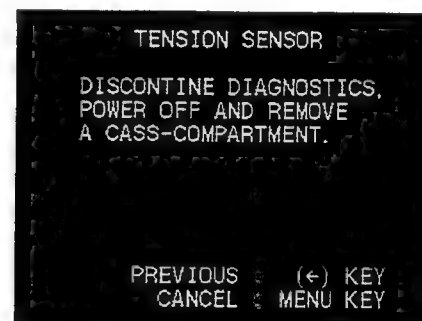 TENSION SENSOR
DISCONTINE DIAGNOSTICS,
POWER OFF AND REMOVE
A CASS-COMPARTMENT.
PREVIOUS : (←) KEY
CANCEL : MENU KEY